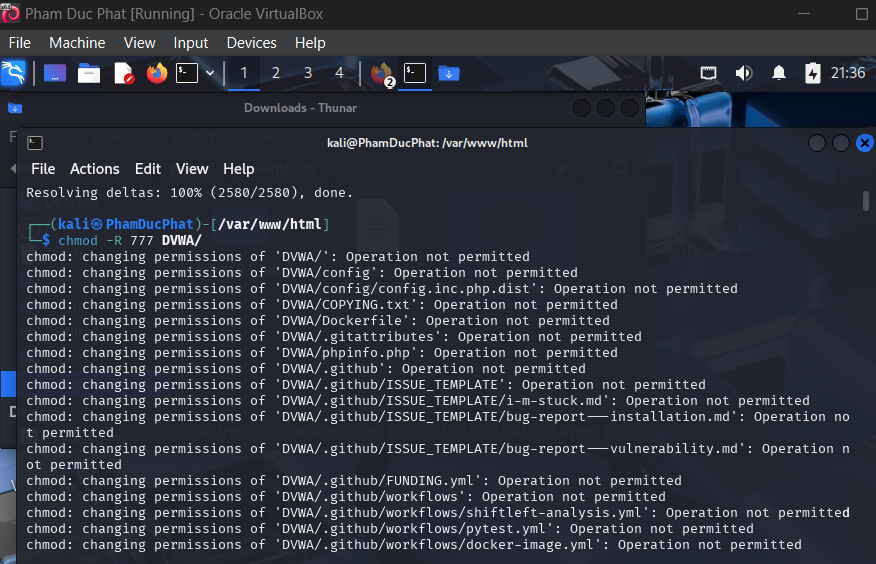 Pham Duc Phat [Running] - Oracle VirtualBox
File Machine View Input Devices Help
1 2 3 4 2 21:36
Downloads - Thunar
kali@PhamDucPhat: /var/www/html
File Actions Edit View Help
Resolving deltas: 100% (2580/2580), done.
┌──(kali㉿PhamDucPhat)-[/var/www/html]
└─$ chmod -R 777 DVWA/
chmod: changing permissions of 'DVWA/': Operation not permitted
chmod: changing permissions of 'DVWA/config': Operation not permitted
chmod: changing permissions of 'DVWA/config/config.inc.php.dist': Operation not permitted
chmod: changing permissions of 'DVWA/COPYING.txt': Operation not permitted
chmod: changing permissions of 'DVWA/Dockerfile': Operation not permitted
chmod: changing permissions of 'DVWA/.gitattributes': Operation not permitted
chmod: changing permissions of 'DVWA/phpinfo.php': Operation not permitted
chmod: changing permissions of 'DVWA/.github': Operation not permitted
chmod: changing permissions of 'DVWA/.github/ISSUE_TEMPLATE': Operation not permitted
chmod: changing permissions of 'DVWA/.github/ISSUE_TEMPLATE/i-m-stuck.md': Operation not permitted
chmod: changing permissions of 'DVWA/.github/ISSUE_TEMPLATE/bug-report---installation.md': Operation no
t permitted
chmod: changing permissions of 'DVWA/.github/ISSUE_TEMPLATE/bug-report---vulnerability.md': Operation n
ot permitted
chmod: changing permissions of 'DVWA/.github/FUNDING.yml': Operation not permitted
chmod: changing permissions of 'DVWA/.github/workflows': Operation not permitted
chmod: changing permissions of 'DVWA/.github/workflows/shiftleft-analysis.yml': Operation not permitted
chmod: changing permissions of 'DVWA/.github/workflows/pytest.yml': Operation not permitted
chmod: changing permissions of 'DVWA/.github/workflows/docker-image.yml': Operation not permitted